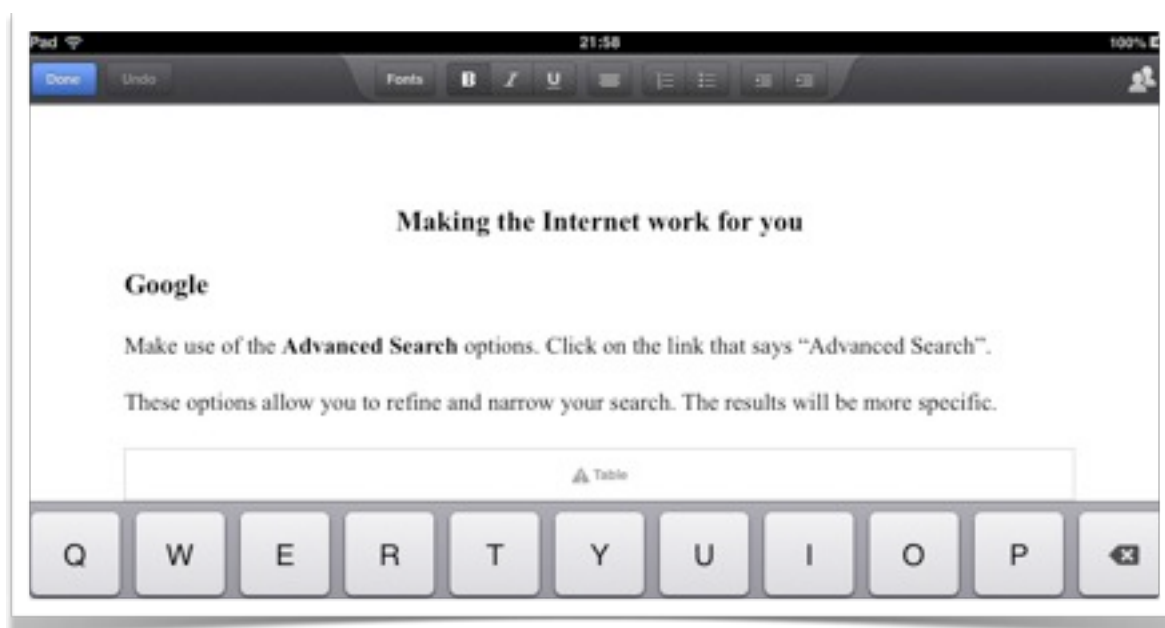 Pad 21:58 100%
Done Undo Fonts B I U
Making the Internet work for you
Google
Make use of the Advanced Search options. Click on the link that says “Advanced Search”.
These options allow you to refine and narrow your search. The results will be more specific.
Table
Q W E R T Y U I O P